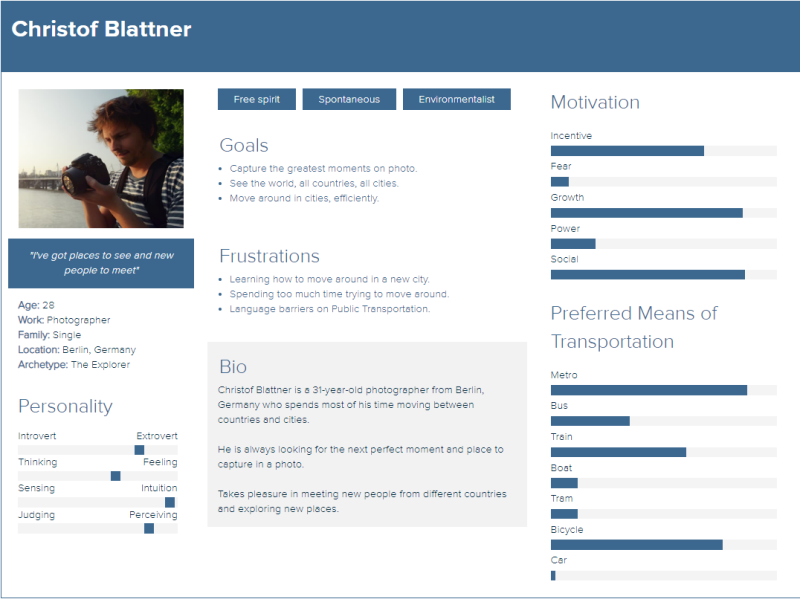 Christof Blattner
"I've got places to see and new
people to meet"
Age: 28
Work: Photographer
Family: Single
Location: Berlin, Germany
Archetype: The Explorer
Personality
Introvert Extrovert
Thinking Feeling
Sensing Intuition
Judging Perceiving
Free spirit Spontaneous Environmentalist
Goals
• Capture the greatest moments on photo.
• See the world, all countries, all cities.
• Move around in cities, efficiently.
Frustrations
• Learning how to move around in a new city.
• Spending too much time trying to move around.
• Language barriers on Public Transportation.
Bio
Christof Blattner is a 31-year-old photographer from Berlin,
Germany who spends most of his time moving between
countries and cities.
He is always looking for the next perfect moment and place to
capture in a photo.
Takes pleasure in meeting new people from different countries
and exploring new places.
Motivation
Incentive
Fear
Growth
Power
Social
Preferred Means of
Transportation
Metro
Bus
Train
Boat
Tram
Bicycle
Car